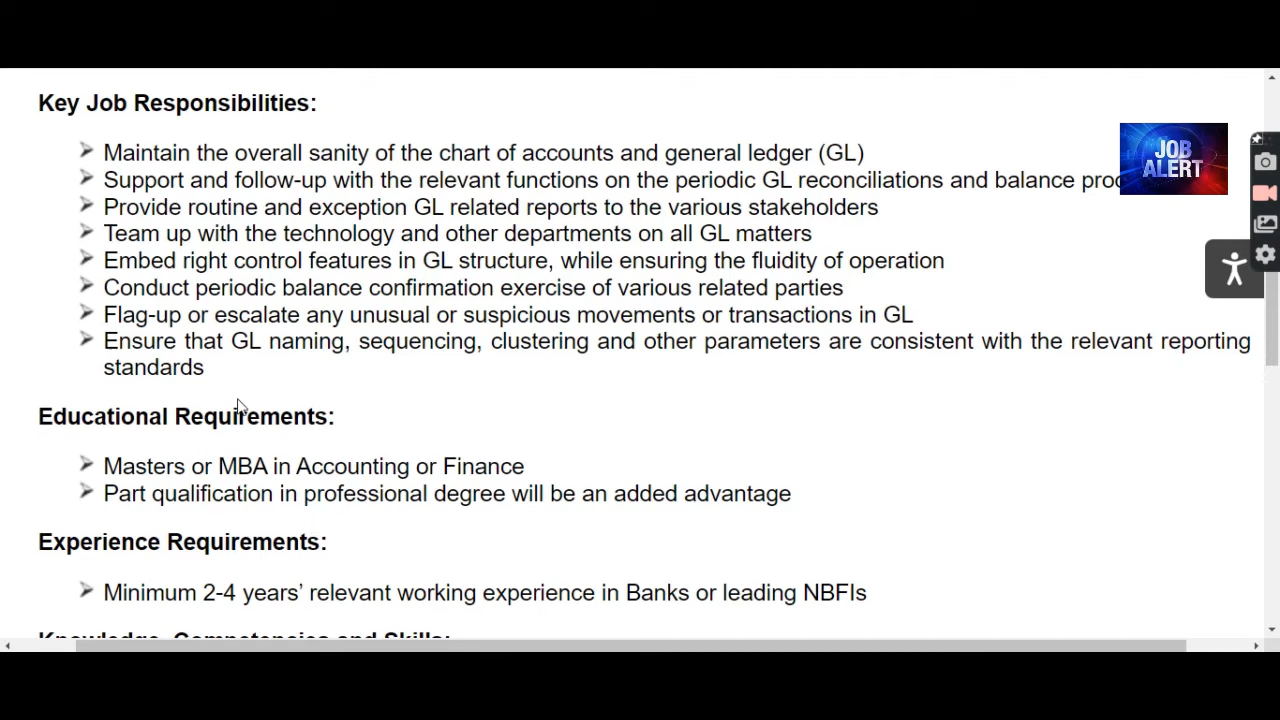 Key Job Responsibilities:
Maintain the overall sanity of the chart of accounts and general ledger (GL)
JOB
ALERT
Support and follow-up with the relevant functions on the periodic GL reconciliations and balance
Provide routine and exception GL related reports to the various stakeholders
Team up with the technology and other departments on all GL matters
Embed right control features in GL structure, while ensuring the fluidity of operation
Conduct periodic balance confirmation exercise of various related parties
Flag-up or escalate any unusual or suspicious movements or transactions in GL
Ensure that GL naming, sequencing, clustering and other parameters are consistent with the relevant reporting
standards
Educational Requirements:
Masters or MBA in Accounting or Finance
Part qualification in professional degree will be an added advantage
Experience Requirements:
Minimum 2-4 years’ relevant working experience in Banks or leading NBFIs
Knowledge, Competencies and Skills: